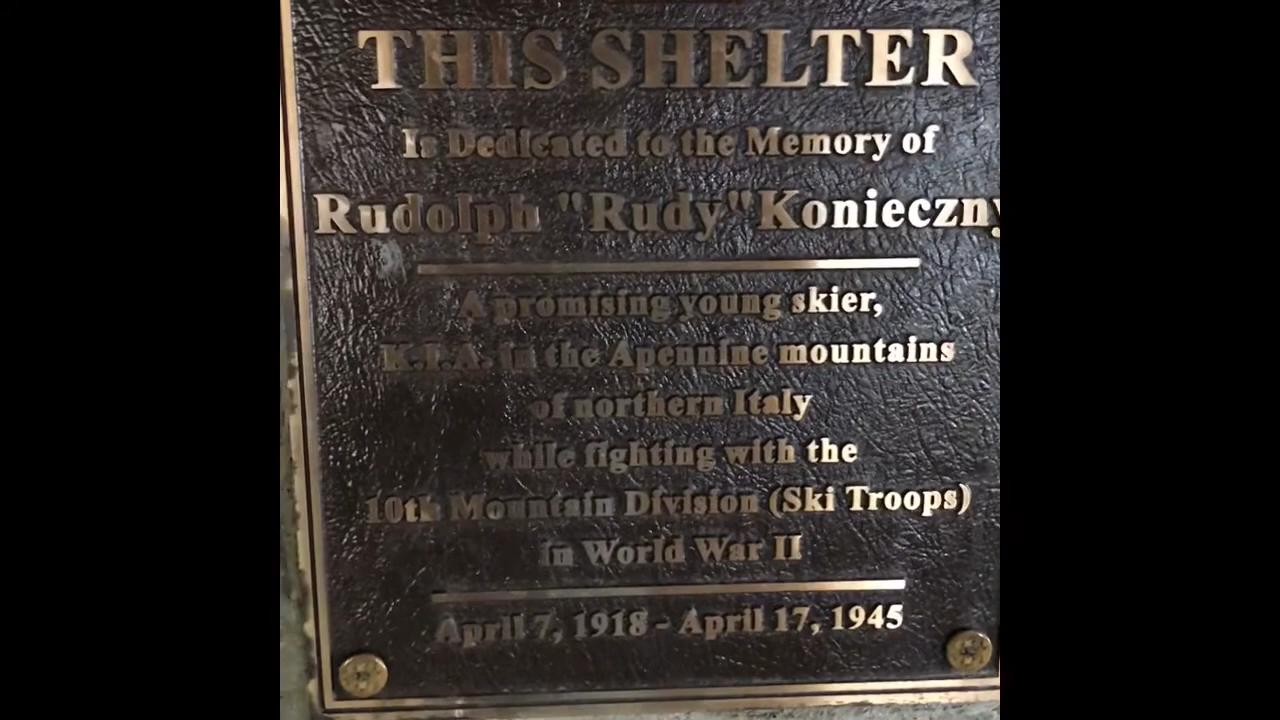 THIS SHELTER
Is Dedicated to the Memory of
Rudolph "Rudy" Konieczny
A promising young skier,
K.I.A. in the Apennine mountains
of northern Italy
while fighting with the
10th Mountain Division (Ski Troops)
in World War II
April 7, 1918 - April 17, 1945